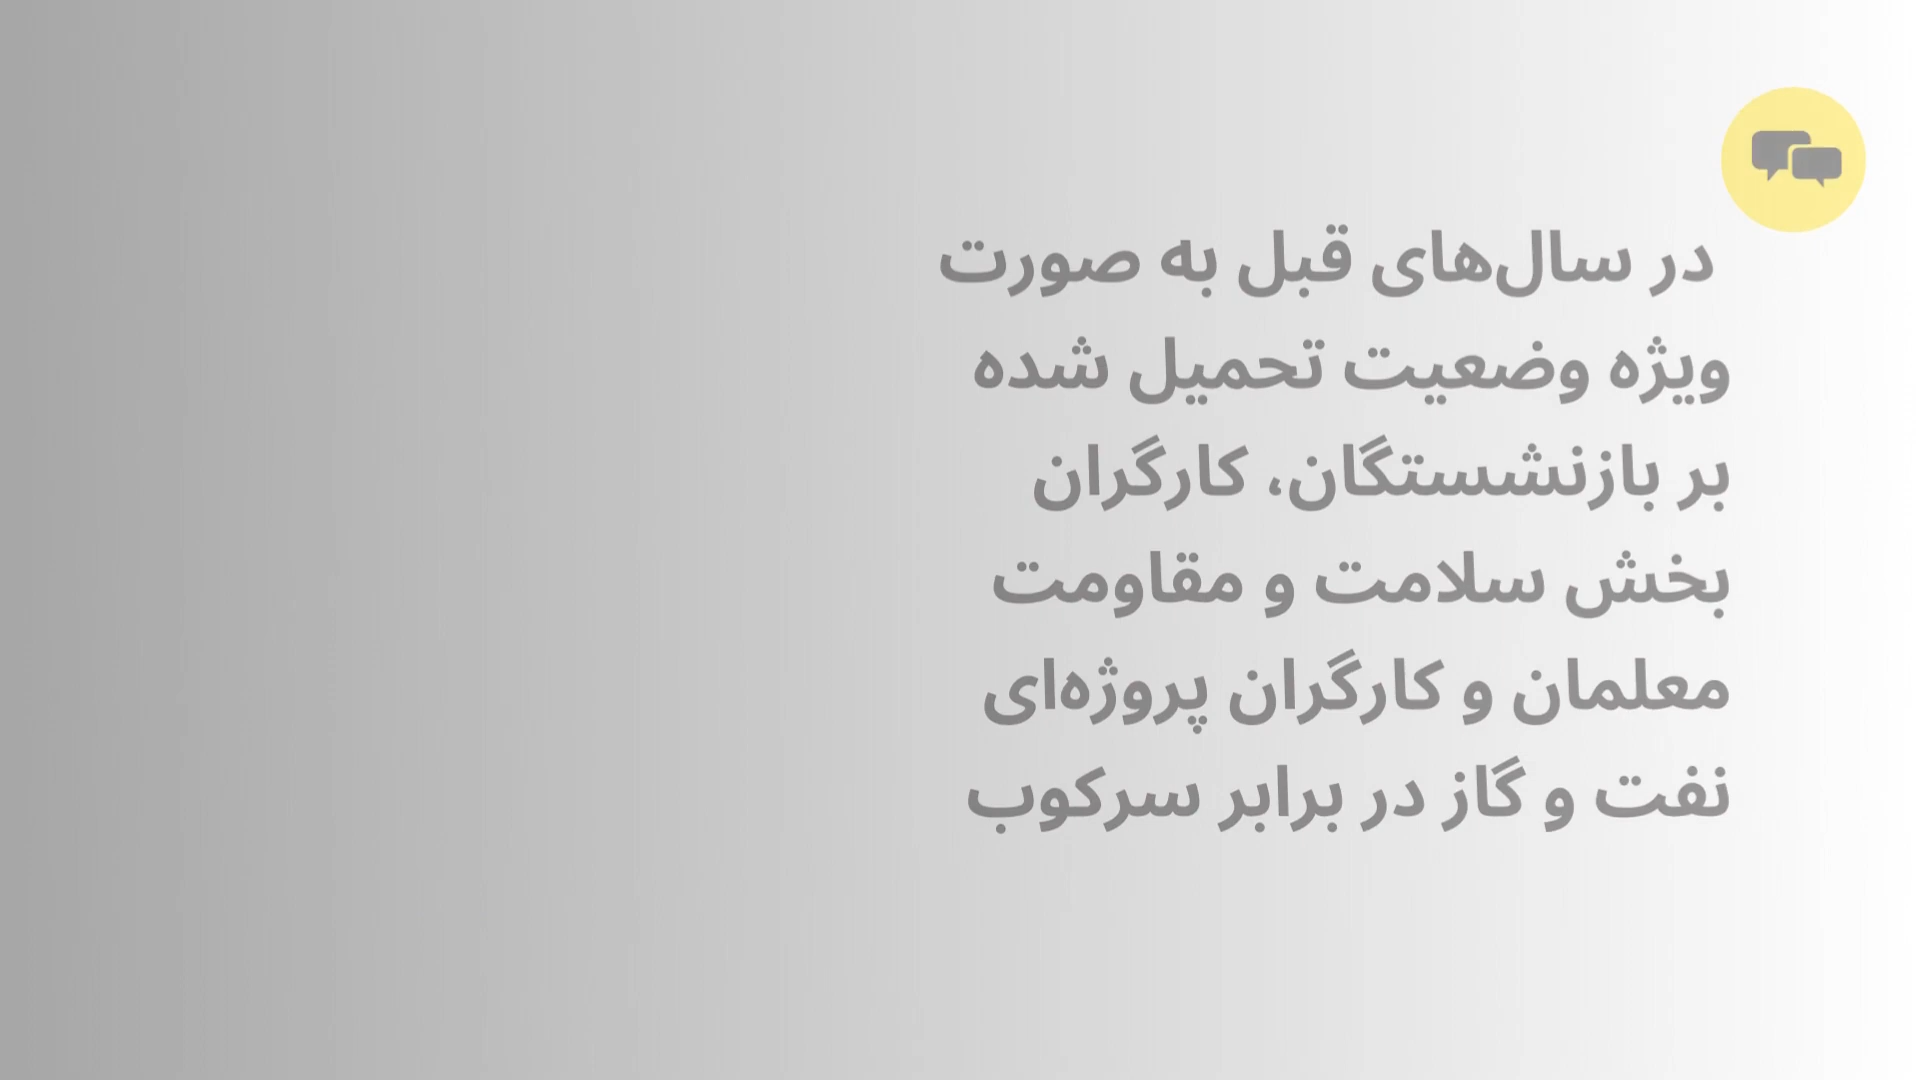 در سال‌های قبل به صورت
ویژه وضعیت تحمیل شده
بر بازنشستگان، کارگران
بخش سلامت و مقاومت
معلمان و کارگران پروژه‌ای
نفت و گاز در برابر سرکوب